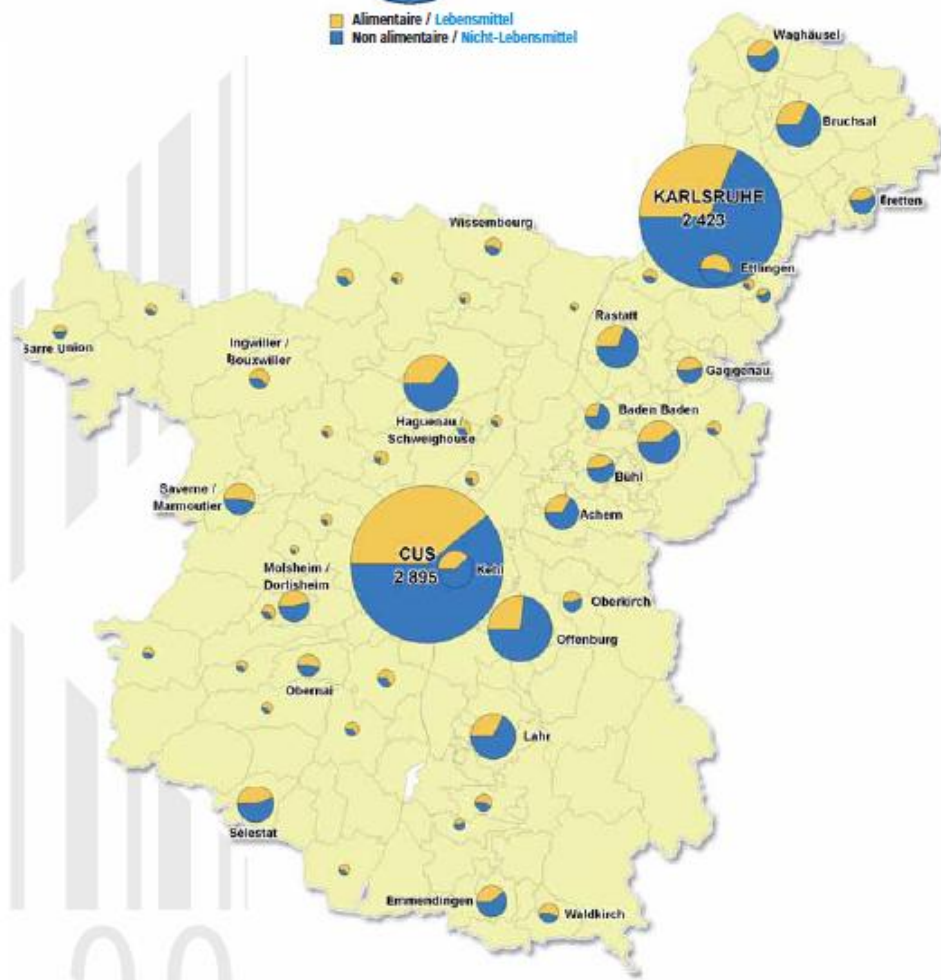 Alimentaire / Lebensmittel
Non alimentaire / Nicht-Lebensmittel
Waghäusel
Bruchsal
KARLSRUHE
2 423
Bretten
Wissembourg
Ettlingen
Rastatt
Sarre Union
Ingwiller /
Bouxwiller
Gaggenau
Baden Baden
Haguenau /
Schweighouse
Bühl
Saverne /
Marmoutier
Achern
CUS
2 895
Kehl
Molsheim /
Dorlisheim
Oberkirch
Offenburg
Obernai
Lahr
Sélestat
Emmendingen
Waldkirch